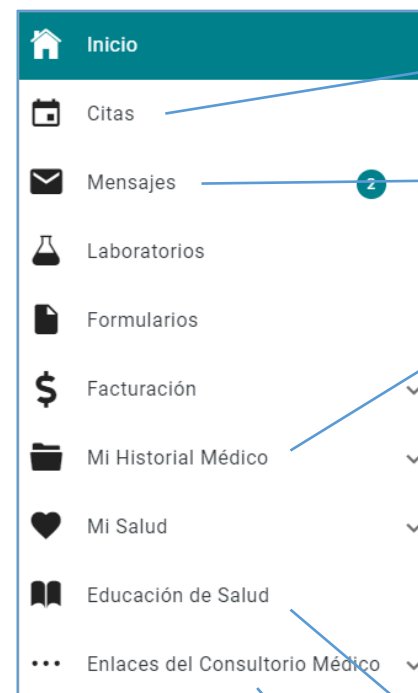 Inicio
Citas
Mensajes 2
Laboratorios
Formularios
Facturación
Mi Historial Médico
Mi Salud
Educación de Salud
Enlaces del Consultorio Médico